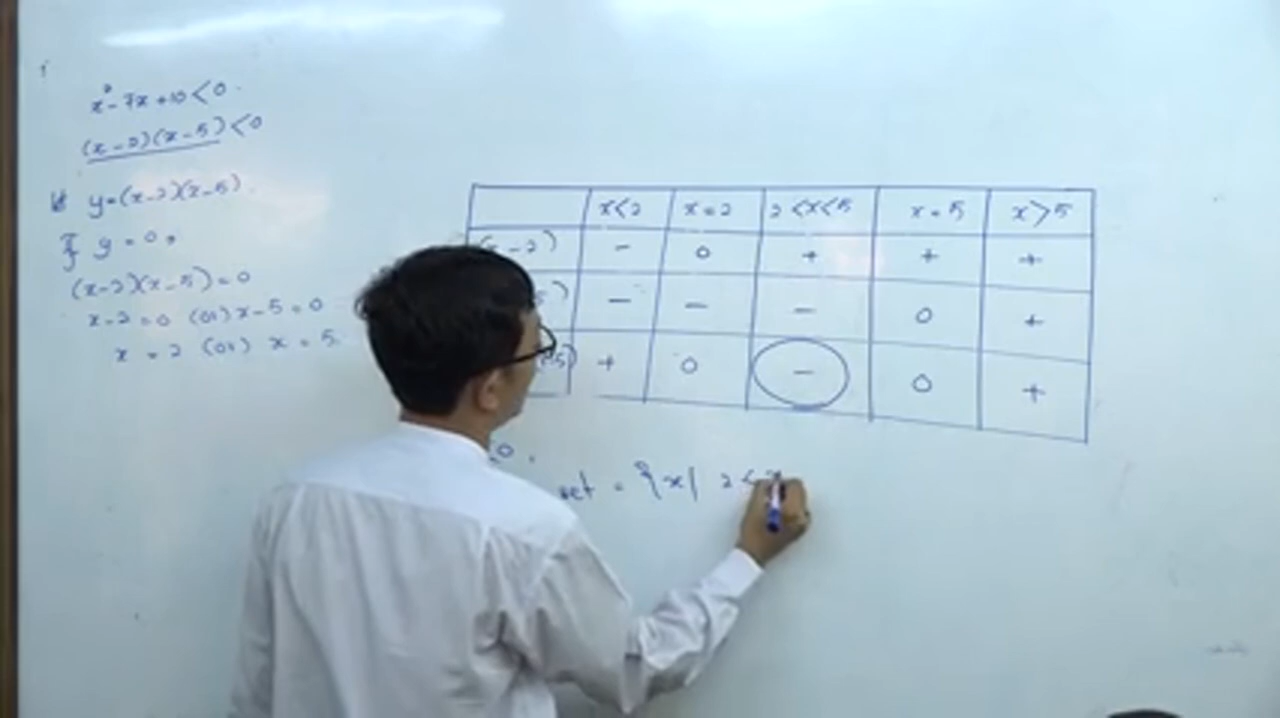 x² - 7x + 10 < 0
(x - 2)(x - 5) < 0
y = (x - 2)(x - 5)
If y = 0,
(x - 2)(x - 5) = 0
x - 2 = 0 (or) x - 5 = 0
x = 2 (or) x = 5
x < 2 x = 2 2 < x < 5 x = 5 x > 5
- 2) - 0 + + +
) - - - 0 +
5) + 0 - 0 +
0.
set = {x | 2 <